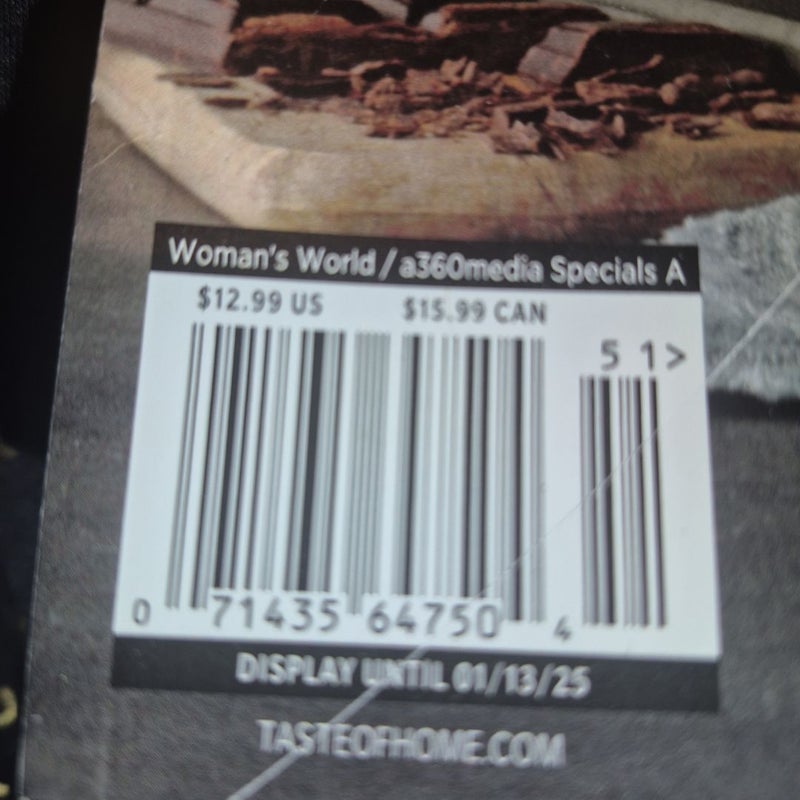 Woman's World / a360media Specials A
$12.99 US $15.99 CAN
5 1>
0 71435 64750 4
DISPLAY UNTIL 01/13/25
TASTEOFHOME.COM